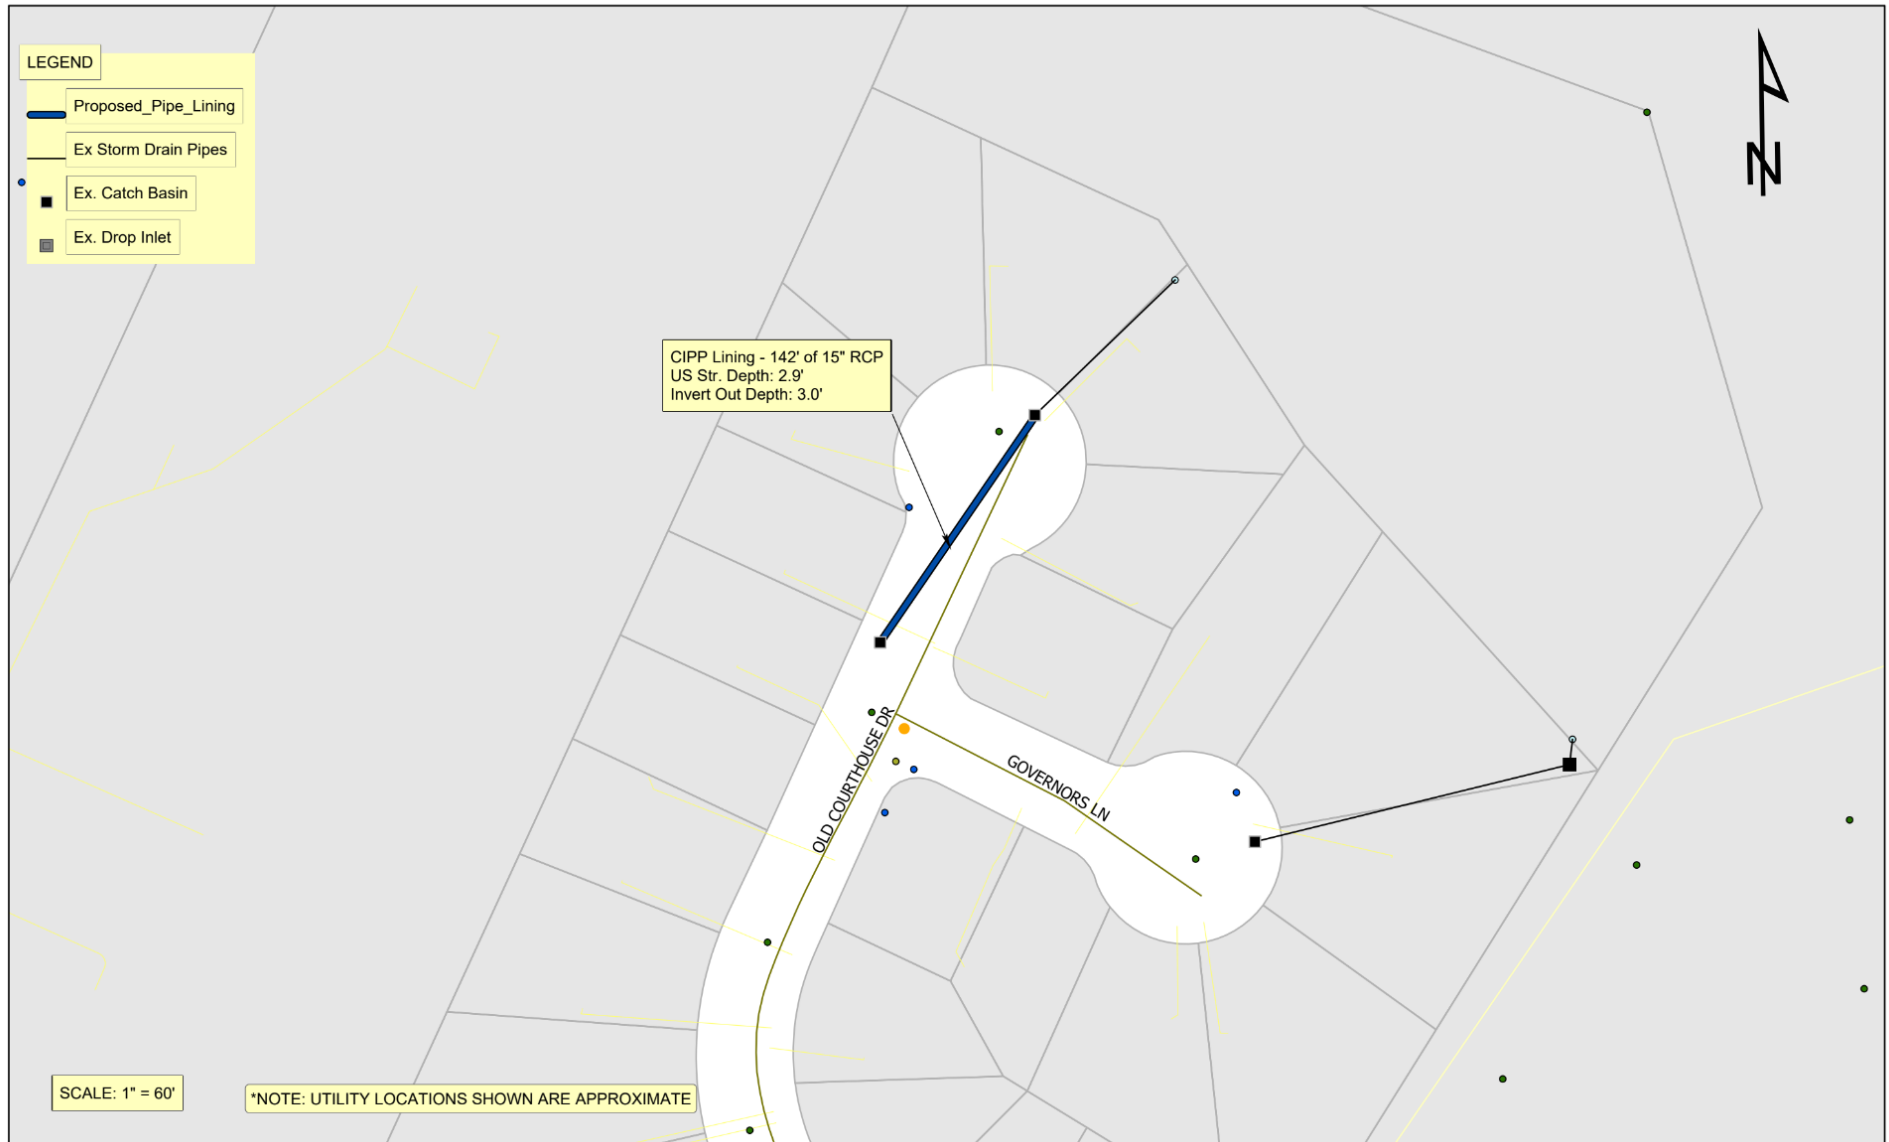 LEGEND
Proposed_Pipe_Lining
Ex Storm Drain Pipes
Ex. Catch Basin
Ex. Drop Inlet
N
CIPP Lining - 142' of 15" RCP
US Str. Depth: 2.9'
Invert Out Depth: 3.0'
OLD COURTHOUSE DR
GOVERNORS LN
SCALE: 1" = 60'
*NOTE: UTILITY LOCATIONS SHOWN ARE APPROXIMATE